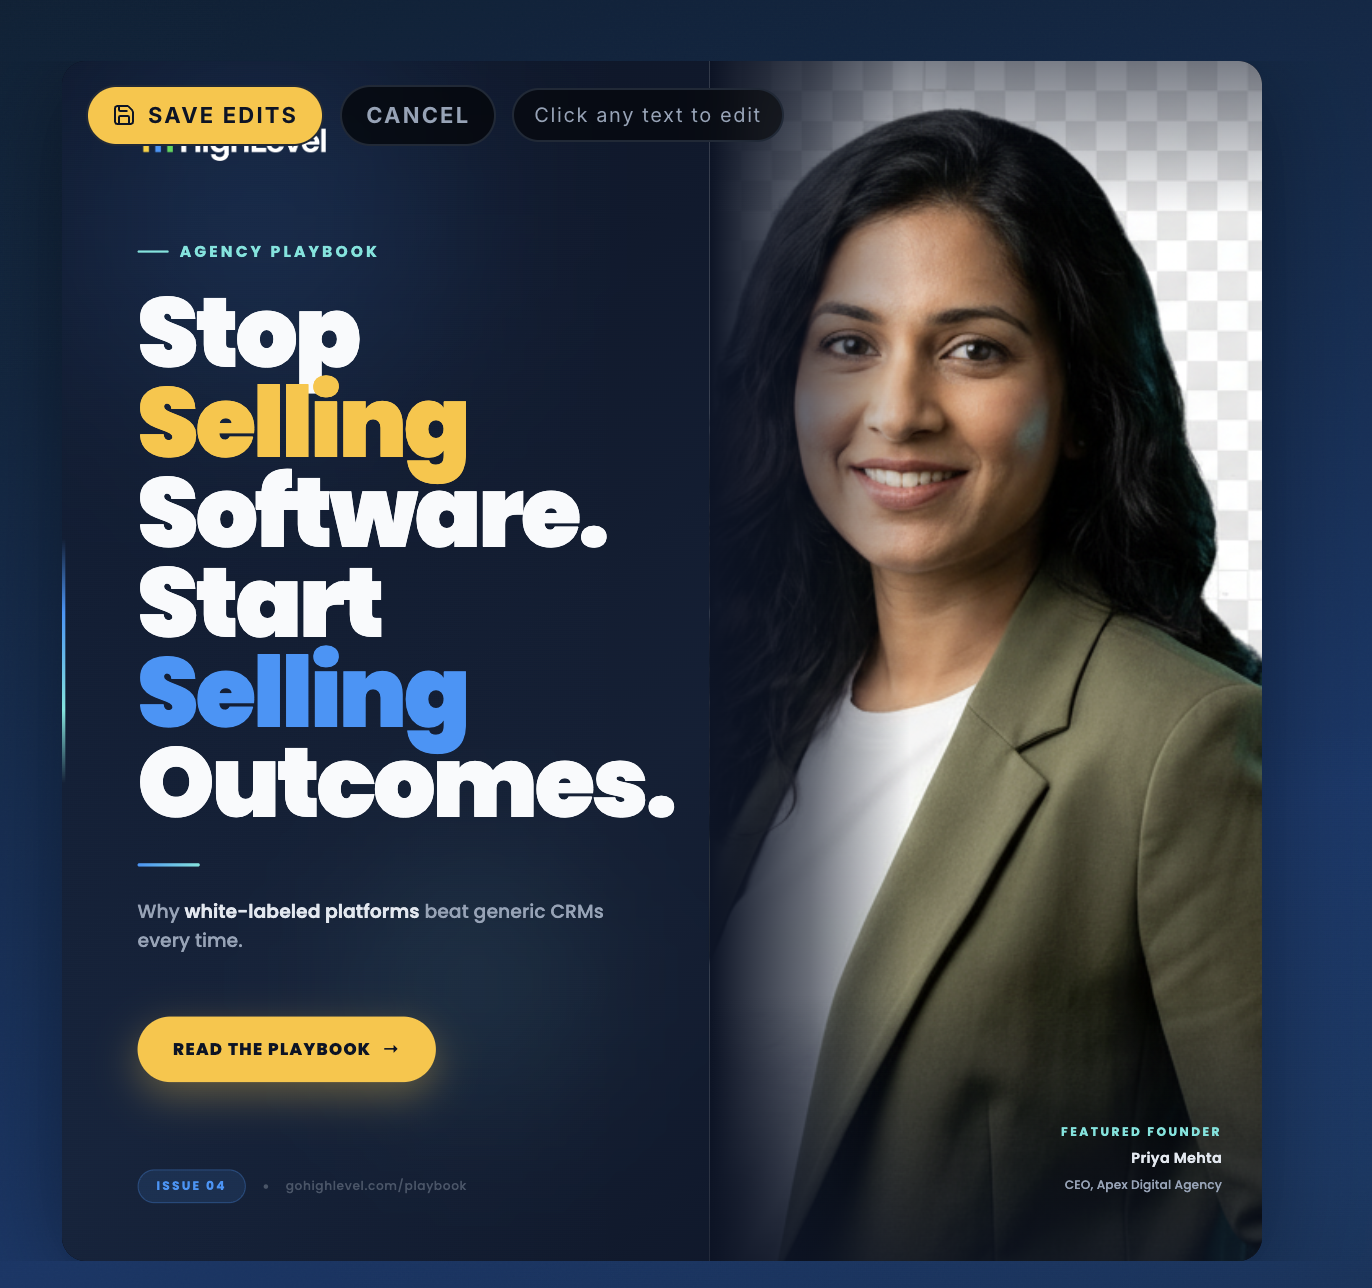 SAVE EDITS
CANCEL
Click any text to edit
HighLevel
AGENCY PLAYBOOK
Stop
Selling
Software.
Start
Selling
Outcomes.
Why white-labeled platforms beat generic CRMs
every time.
READ THE PLAYBOOK →
ISSUE 04 • gohighlevel.com/playbook
FEATURED FOUNDER
Priya Mehta
CEO, Apex Digital Agency